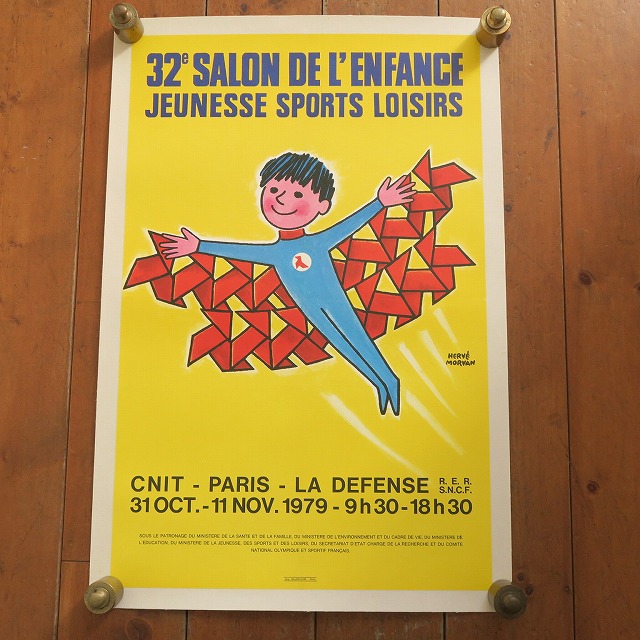 32e SALON DE L'ENFANCE
JEUNESSE SPORTS LOISIRS
HERVÉ
MORVAN
CNIT - PARIS - LA DEFENSE R.E.R.
S.N.C.F.
31 OCT. - 11 NOV. 1979 - 9h30 - 18h30
SOUS LE PATRONAGE DU MINISTERE DE LA SANTE ET DE LA FAMILLE, DU MINISTERE DE L'ENVIRONNEMENT ET DU CADRE DE VIE, DU MINISTERE DE
L'EDUCATION, DU MINISTERE DE LA JEUNESSE, DES SPORTS ET DES LOISIRS, DU SECRETARIAT D'ETAT CHARGE DE LA RECHERCHE ET DU COMITE
NATIONAL OLYMPIQUE ET SPORTIF FRANÇAIS.